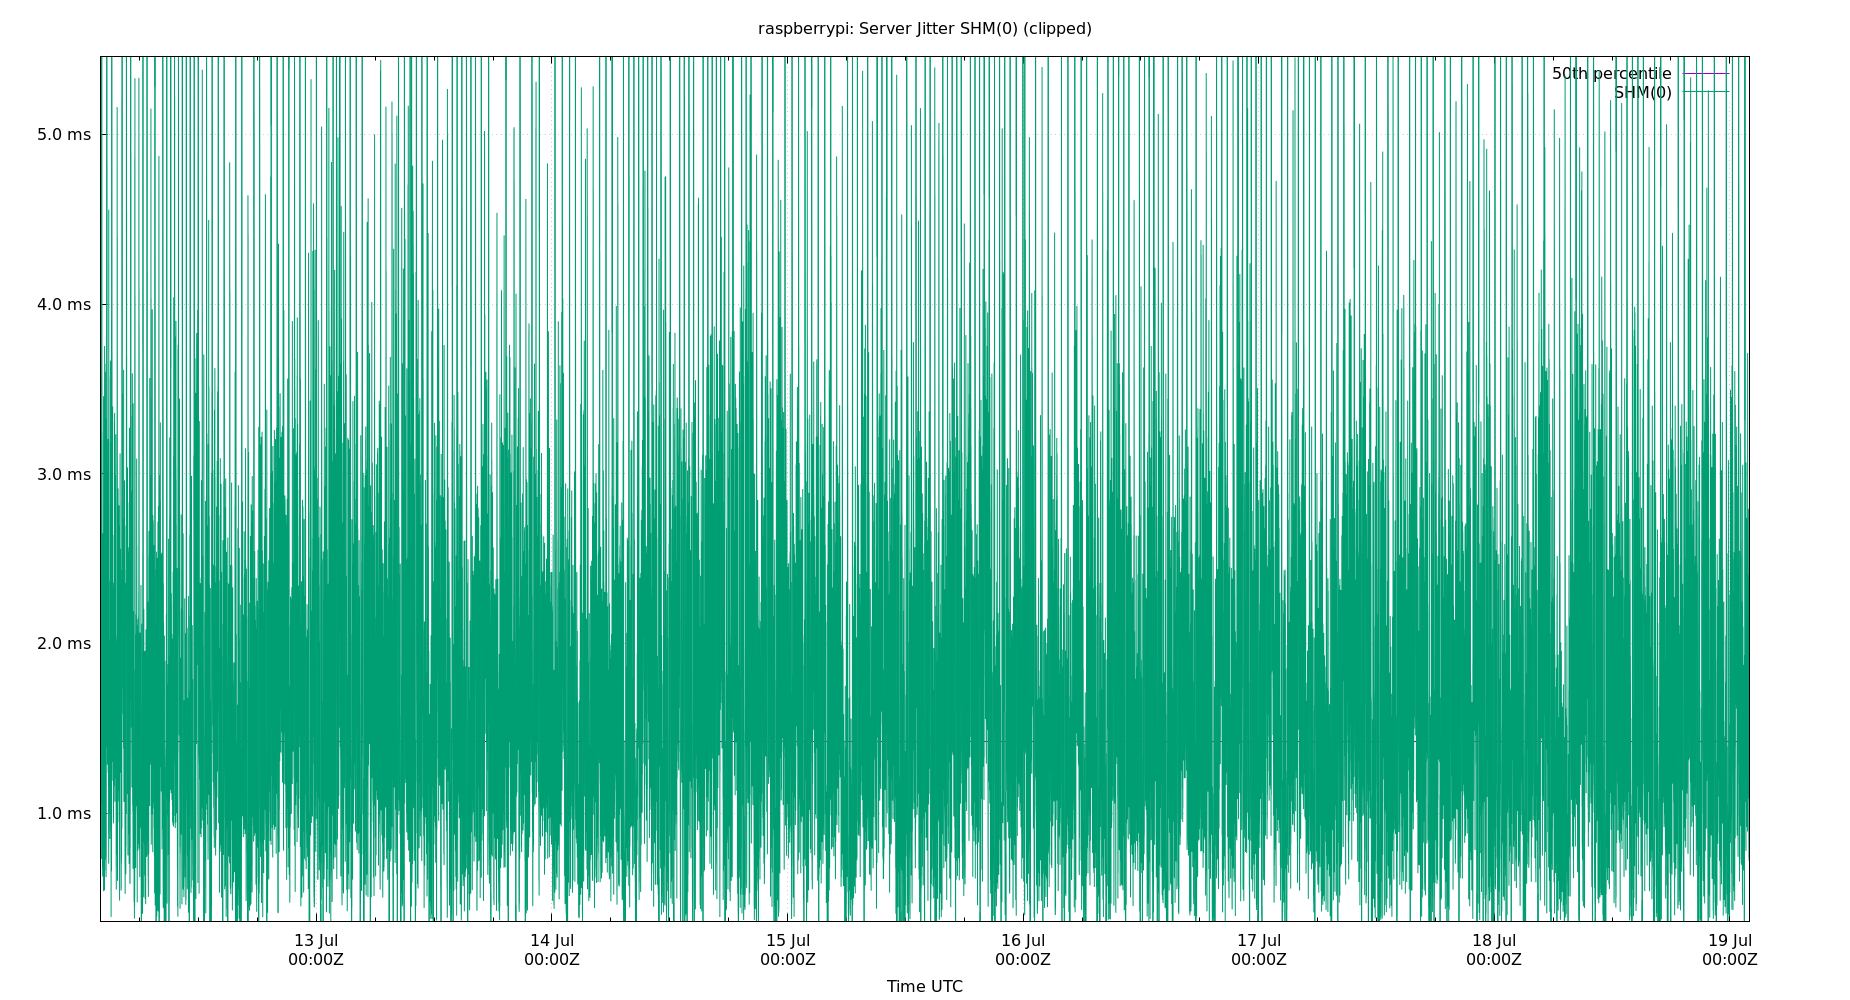 raspberrypi: Server Jitter SHM(0) (clipped)
50th percentile
SHM(0)
5.0 ms
4.0 ms
3.0 ms
2.0 ms
1.0 ms
13 Jul 14 Jul 15 Jul 16 Jul 17 Jul 18 Jul 19 Jul
00:00Z 00:00Z 00:00Z 00:00Z 00:00Z 00:00Z 00:00Z
Time UTC